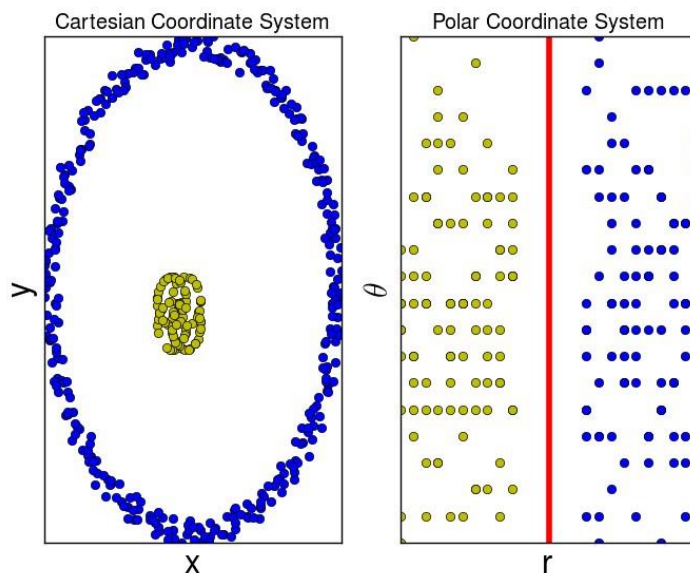 Cartesian Coordinate System
Polar Coordinate System
y
θ
x
r